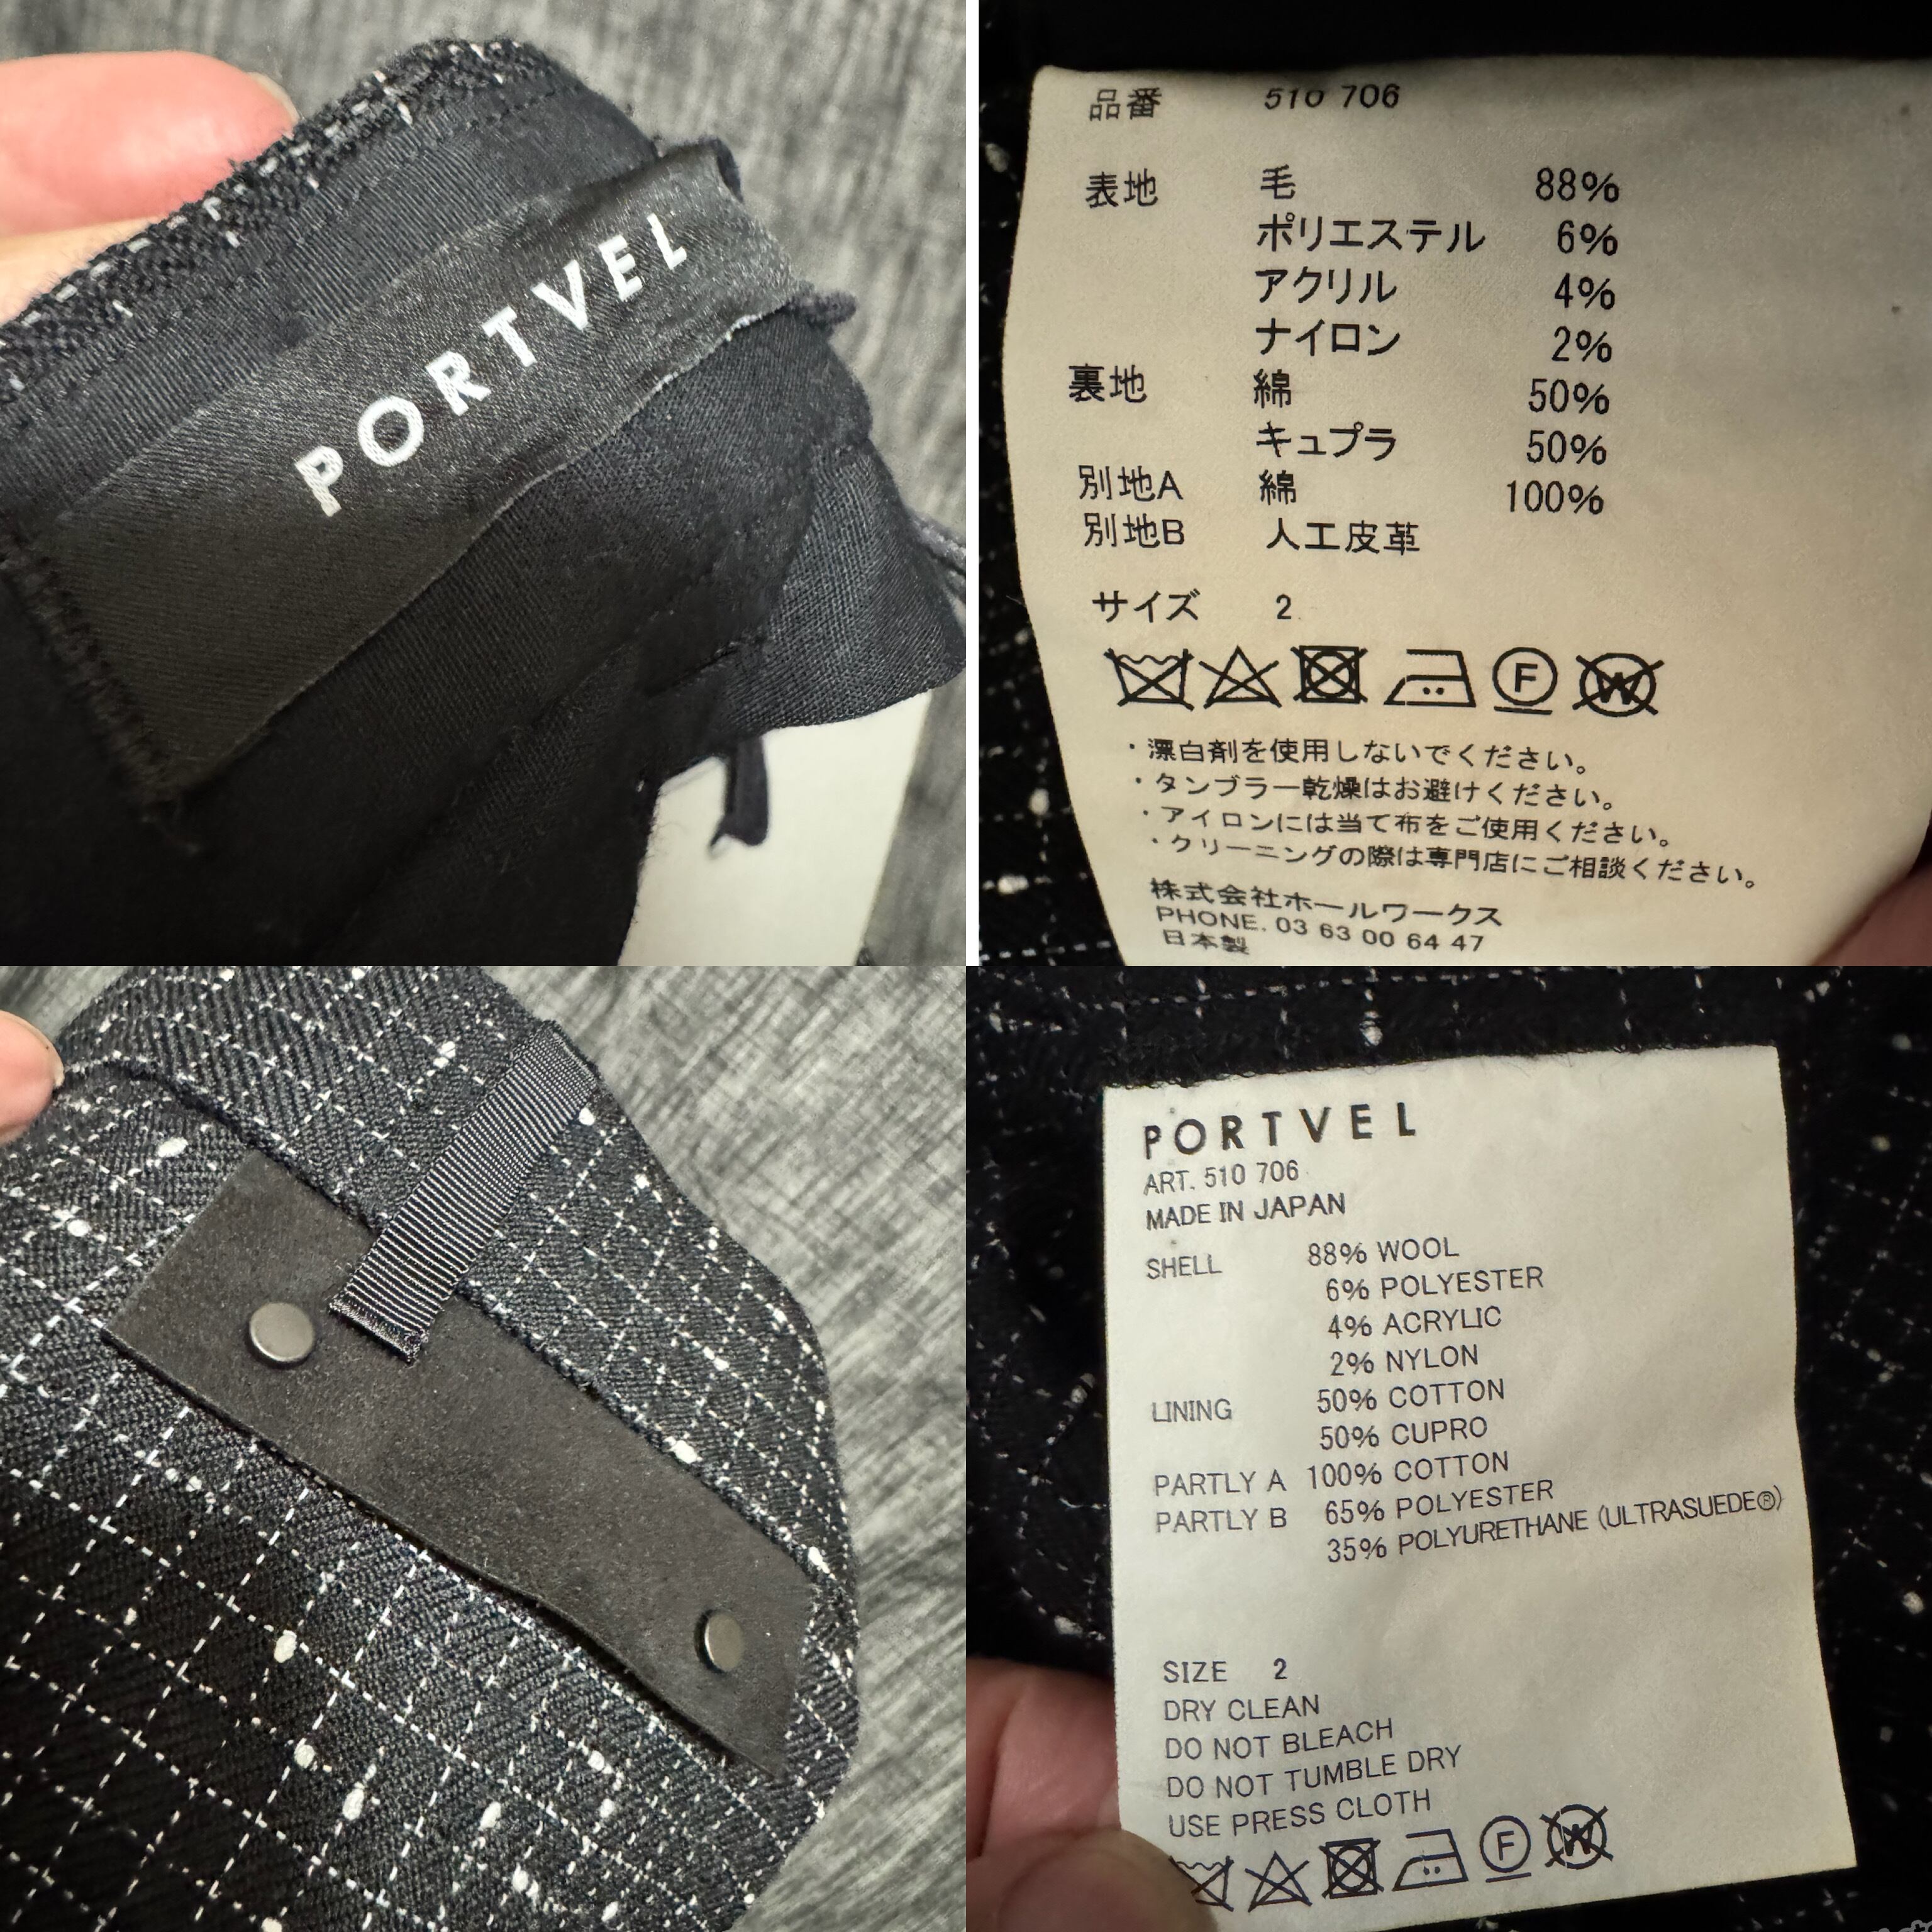 PORTVEL
品番 510 706
表地 毛 88%
ポリエステル 6%
アクリル 4%
ナイロン 2%
裏地 綿 50%
キュプラ 50%
別地A 綿 100%
別地B 人工皮革
サイズ 2
F W
・漂白剤を使用しないでください。
・タンブラー乾燥はお避けください。
・アイロンには当て布をご使用ください。
・クリーニングの際は専門店にご相談ください。
株式会社ホールワークス
PHONE. 03 63 00 64 47
日本製
PORTVEL
ART. 510 706
MADE IN JAPAN
SHELL 88% WOOL
6% POLYESTER
4% ACRYLIC
2% NYLON
LINING 50% COTTON
50% CUPRO
PARTLY A 100% COTTON
PARTLY B 65% POLYESTER
35% POLYURETHANE (ULTRASUEDE®)
SIZE 2
DRY CLEAN
DO NOT BLEACH
DO NOT TUMBLE DRY
USE PRESS CLOTH
F W